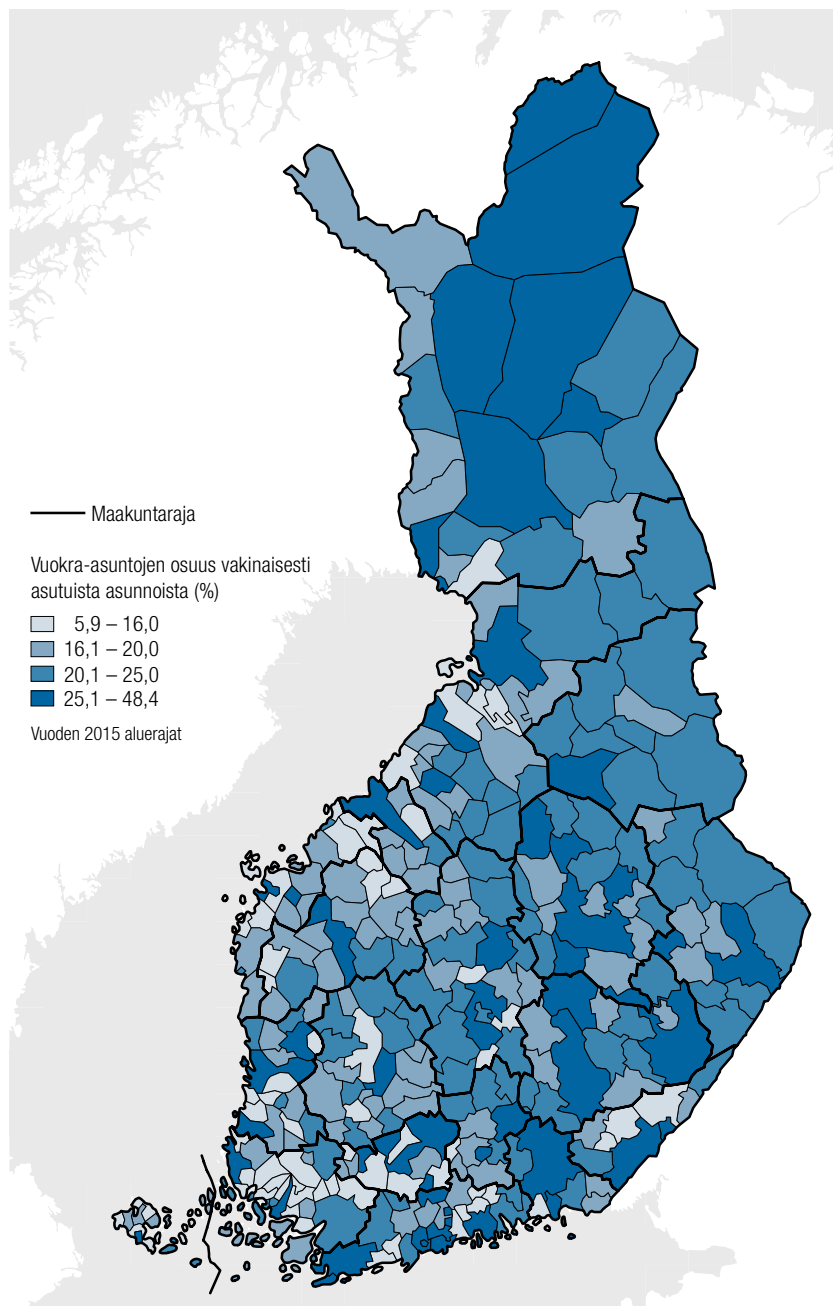 Maakuntaraja
Vuokra-asuntojen osuus vakinaisesti
asutuista asunnoista (%)
5,9 – 16,0
16,1 – 20,0
20,1 – 25,0
25,1 – 48,4
Vuoden 2015 aluerajat